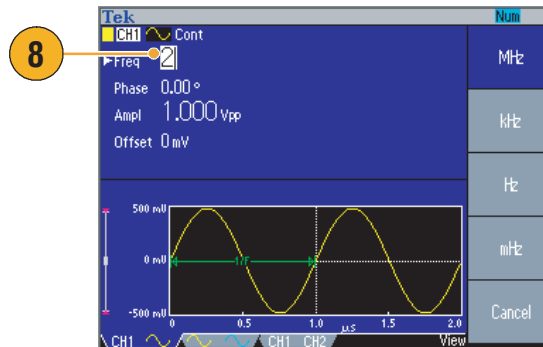 Tek
Num
CH1 Cont
8
Freq 2
Phase 0.00°
Ampl 1.000 Vpp
Offset 0 mV
MHz
kHz
Hz
mHz
Cancel
500 mV
0 mV
-500 mV
1/F
0 0.5 1.0 1.5 2.0
µs
CH1
CH1 CH2
View